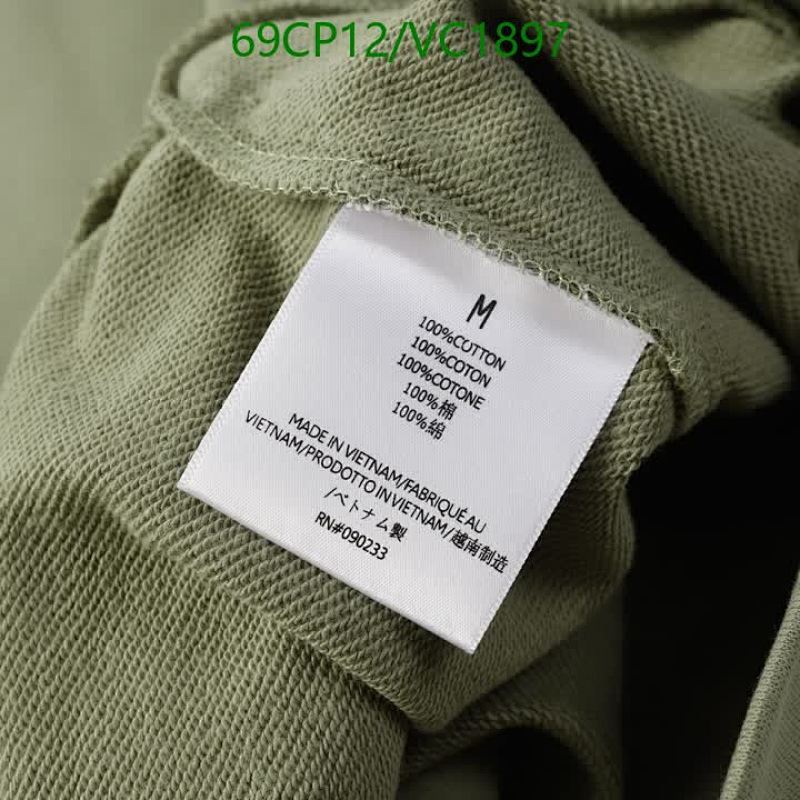 69CP12/VC1897
M
100%COTTON
100%COTON
100%COTONE
100%棉
100%綿
MADE IN VIETNAM/FABRIQUÉ AU
VIETNAM/PRODOTTO IN VIETNAM/越南制造
/ベトナム製
RN#090233